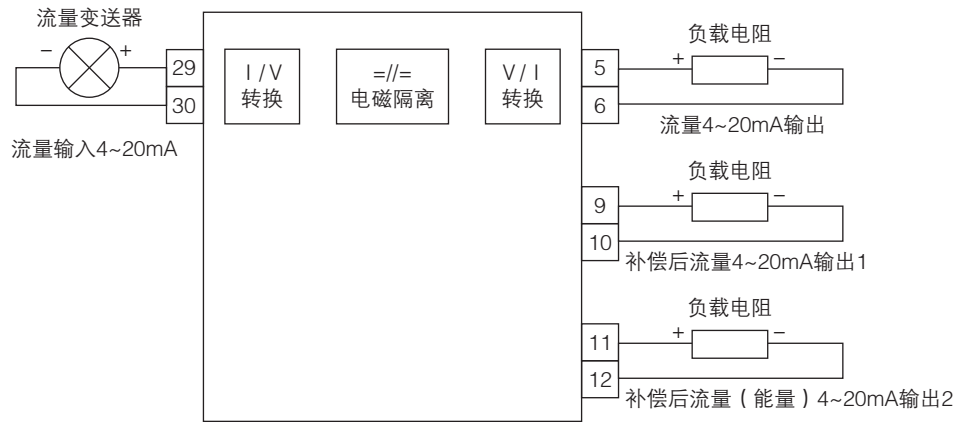 流量变送器
− +
29
30
流量输入4~20mA
I / V
转换
=//=
电磁隔离
V / I
转换
5
6
负载电阻
+ −
流量4~20mA输出
9
10
负载电阻
+ −
补偿后流量4~20mA输出1
11
12
负载电阻
+ −
补偿后流量（能量）4~20mA输出2